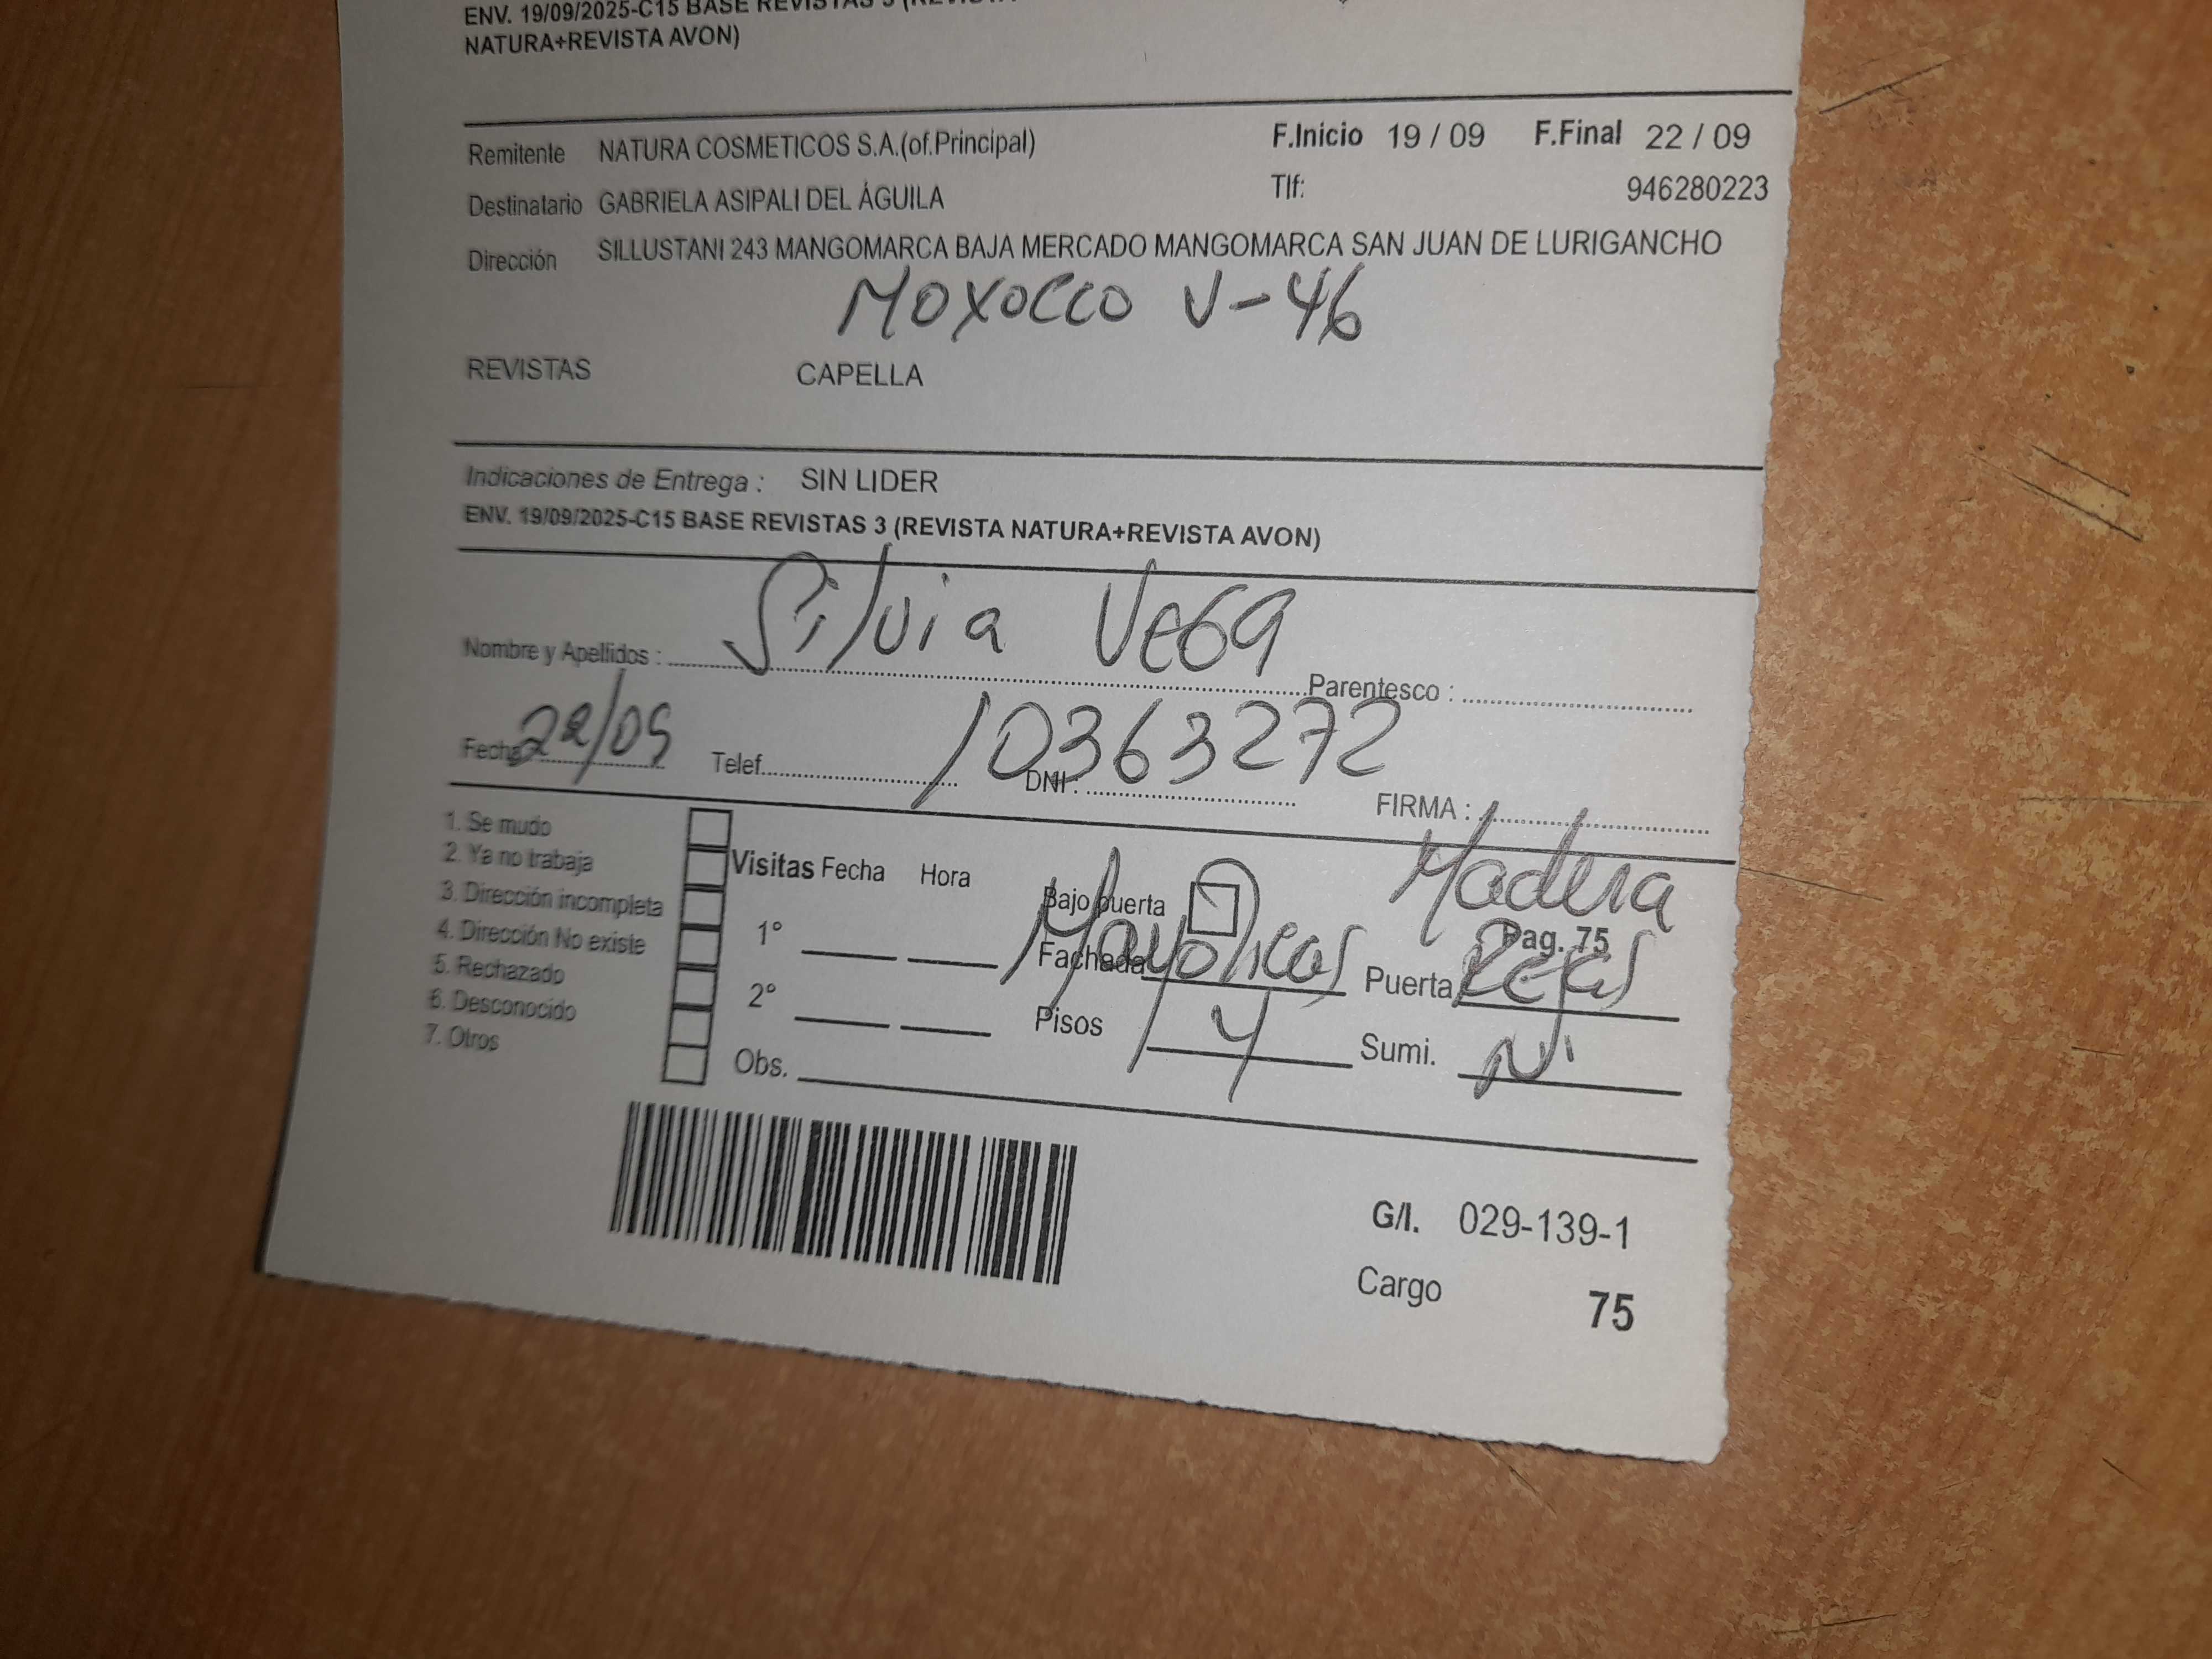 ENV. 19/09/2025-C15 BASE REVISTAS 3 (REVISTA
NATURA+REVISTA AVON)
Remitente NATURA COSMETICOS S.A.(of.Principal) F.Inicio 19 / 09 F.Final 22 / 09
Destinatario GABRIELA ASIPALI DEL ÁGUILA Tlf: 946280223
Dirección SILLUSTANI 243 MANGOMARCA BAJA MERCADO MANGOMARCA SAN JUAN DE LURIGANCHO
MOXOCCO V-46
REVISTAS CAPELLA
Indicaciones de Entrega : SIN LIDER
ENV. 19/09/2025-C15 BASE REVISTAS 3 (REVISTA NATURA+REVISTA AVON)
Nombre y Apellidos : Silvia Vega Parentesco :
Fecha 22/09 Telef. DNI : 10363272 FIRMA :
1. Se mudo
2. Ya no trabaja
3. Dirección incompleta
4. Dirección No existe
5. Rechazado
6. Desconocido
7. Otros
Visitas Fecha Hora
1°
2°
Obs.
Bajo puerta Madera
Pag. 75
Fachada Mayolicas Puerta Rejas
Pisos 4 Sumi.
G/I. 029-139-1
Cargo 75